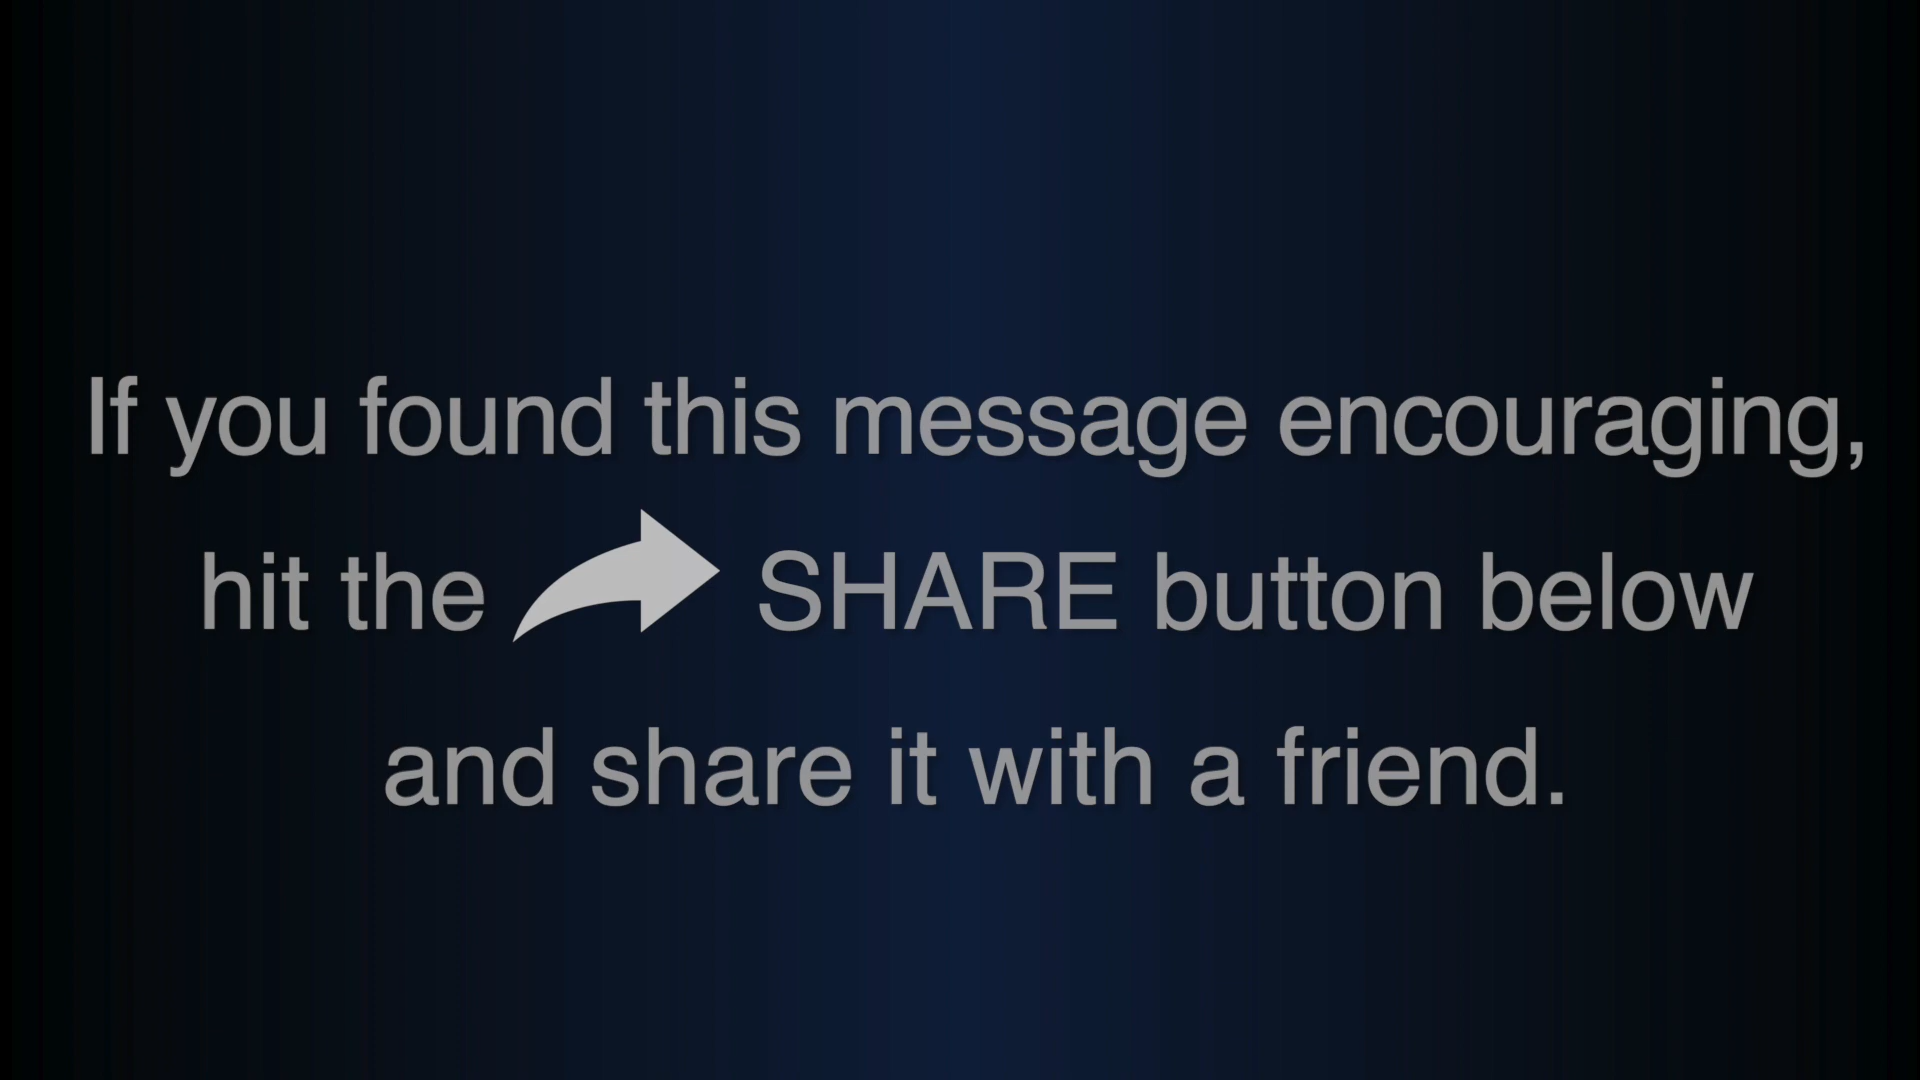 If you found this message encouraging,
hit the SHARE button below
and share it with a friend.